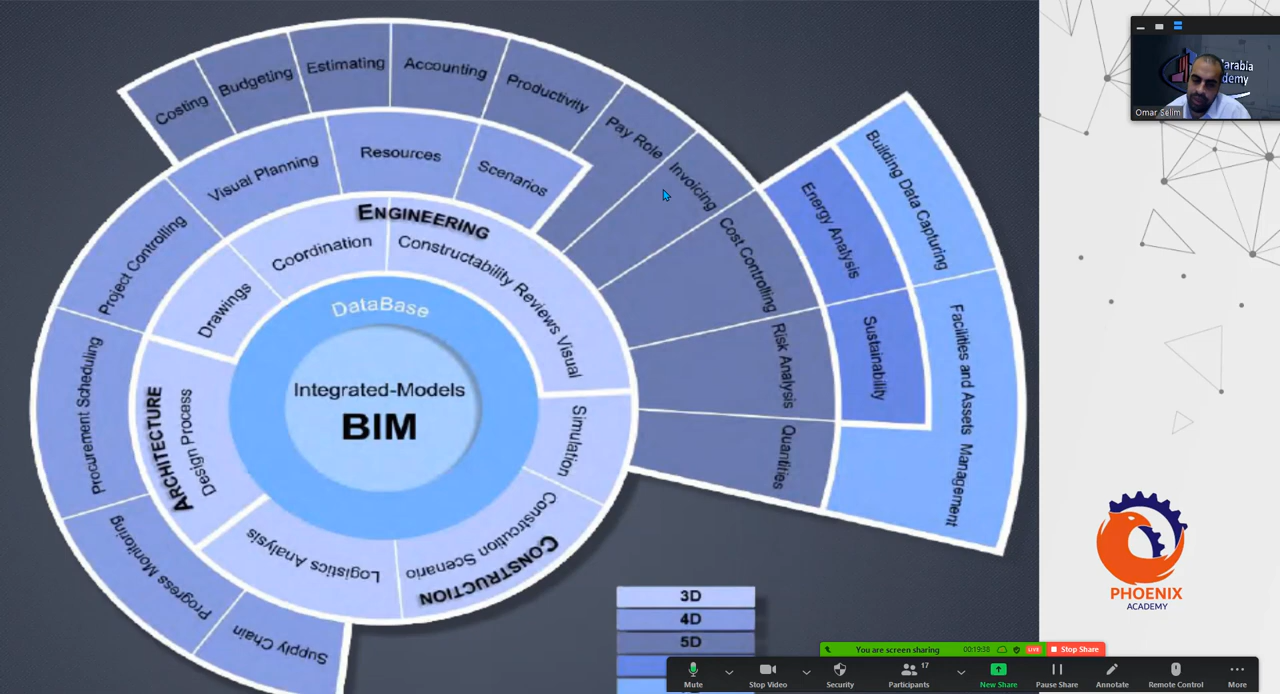 Costing
Budgeting
Estimating
Accounting
Productivity
Pay Role
Invoicing
Cost Controlling
Risk Analysis
Quantities
Visual Planning
Resources
Scenarios
Project Controlling
Procurement Scheduling
Progress Monitoring
Supply Chain
Energy Analysis
Sustainability
Building Data Capturing
Facilities and Assets Management
ENGINEERING
Drawings
Coordination
Constructability Reviews Visual
ARCHITECTURE
Design Process
Simulation
Constrcution Scenario
CONSTRUCTION
Logistics Analysis
DataBase
Integrated-Models
BIM
3D
4D
5D
Omar Selim
PHOENIX
ACADEMY
You are screen sharing
00:19:38
LIVE
Stop Share
Mute
Stop Video
Security
17
Participants
New Share
Pause Share
Annotate
Remote Control
More